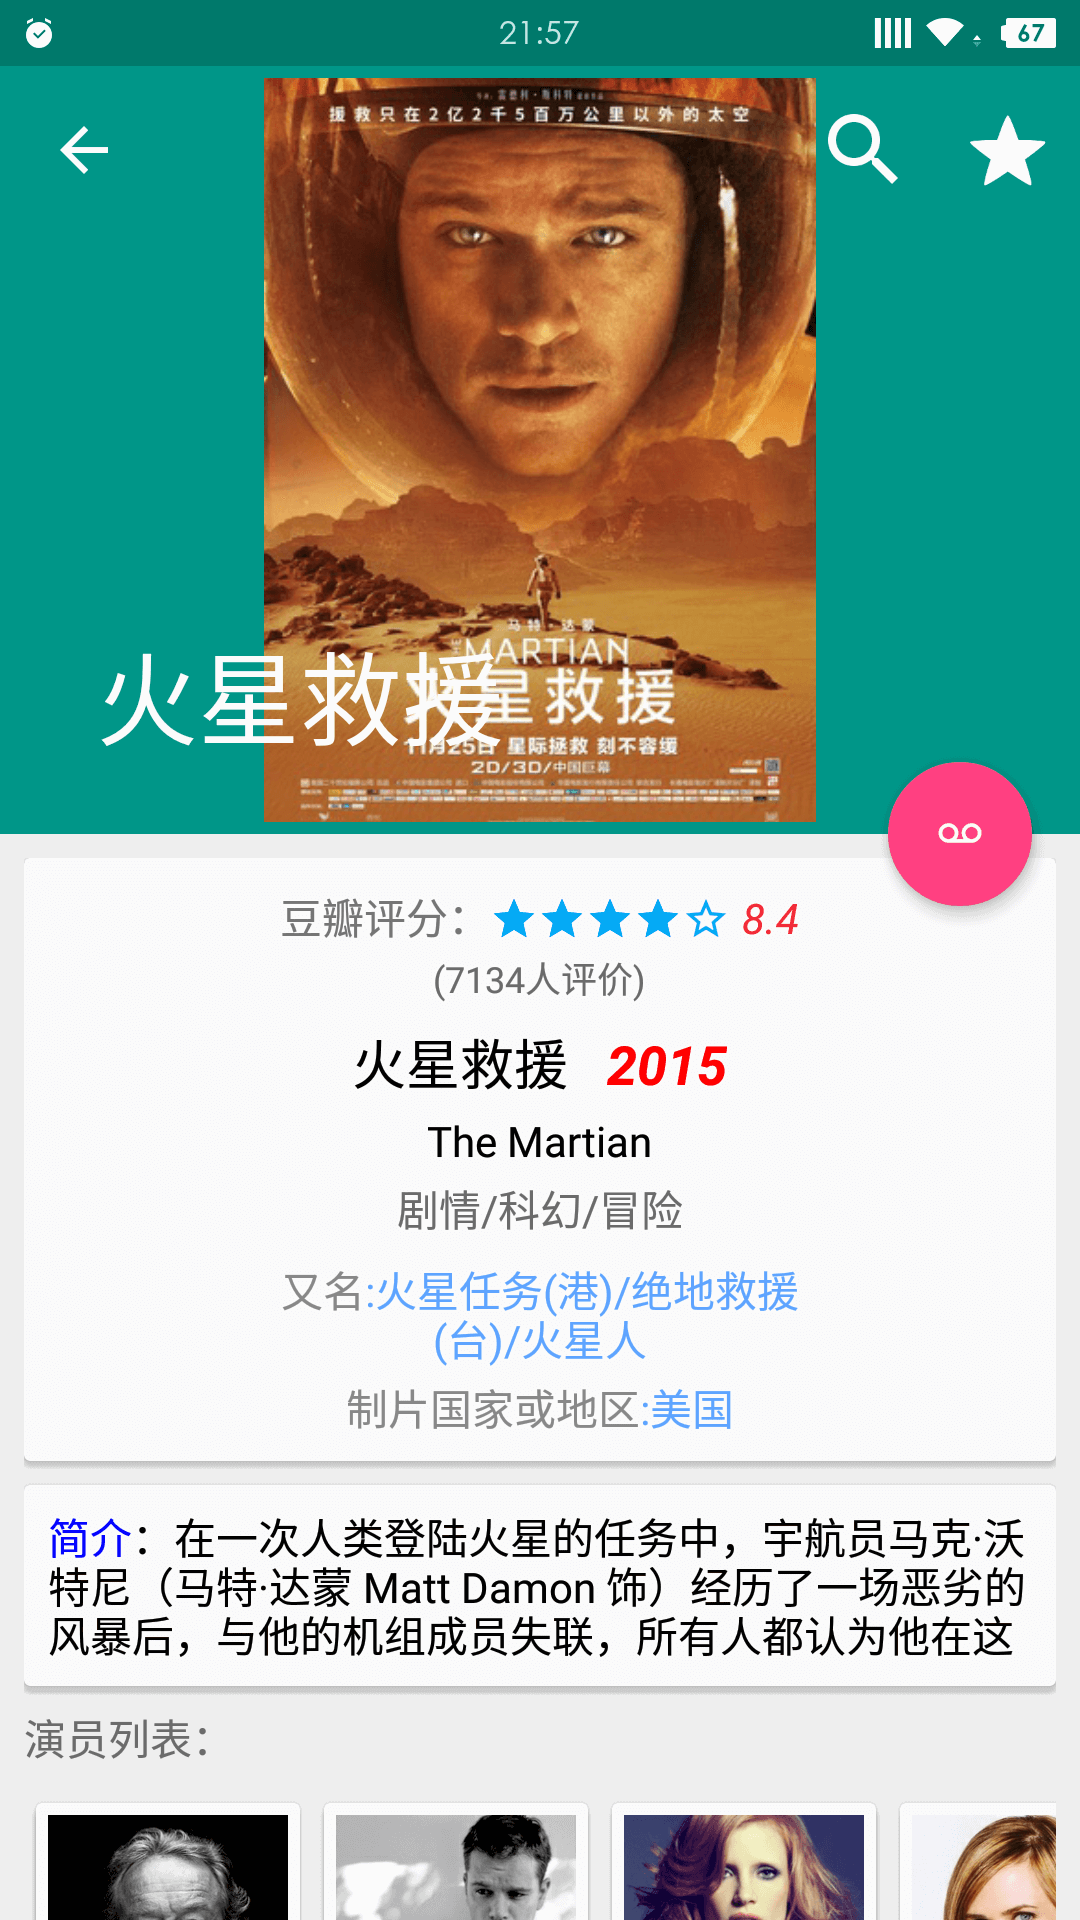 21:57
67
援救只在2亿2千5百万公里以外的太空
马特·达蒙
THE MARTIAN
火星救援
火星救援
11月25日 星际拯救 刻不容缓
2D/3D/中国巨幕
豆瓣评分：8.4
(7134人评价)
火星救援 2015
The Martian
剧情/科幻/冒险
又名:火星任务(港)/绝地救援
(台)/火星人
制片国家或地区:美国
简介：在一次人类登陆火星的任务中，宇航员马克·沃
特尼（马特·达蒙 Matt Damon 饰）经历了一场恶劣的
风暴后，与他的机组成员失联，所有人都认为他在这
演员列表：